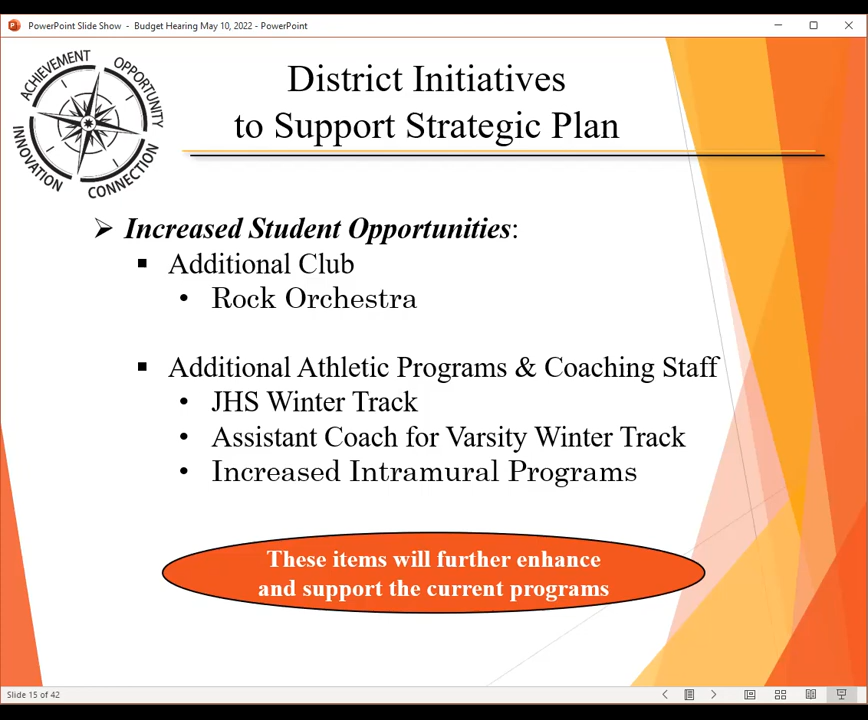 PowerPoint Slide Show - Budget Hearing May 10, 2022 - PowerPoint
ACHIEVEMENT
OPPORTUNITY
INNOVATION
CONNECTION
District Initiatives
to Support Strategic Plan
➢ Increased Student Opportunities:
▪ Additional Club
• Rock Orchestra
▪ Additional Athletic Programs & Coaching Staff
• JHS Winter Track
• Assistant Coach for Varsity Winter Track
• Increased Intramural Programs
These items will further enhance
and support the current programs
Slide 15 of 42